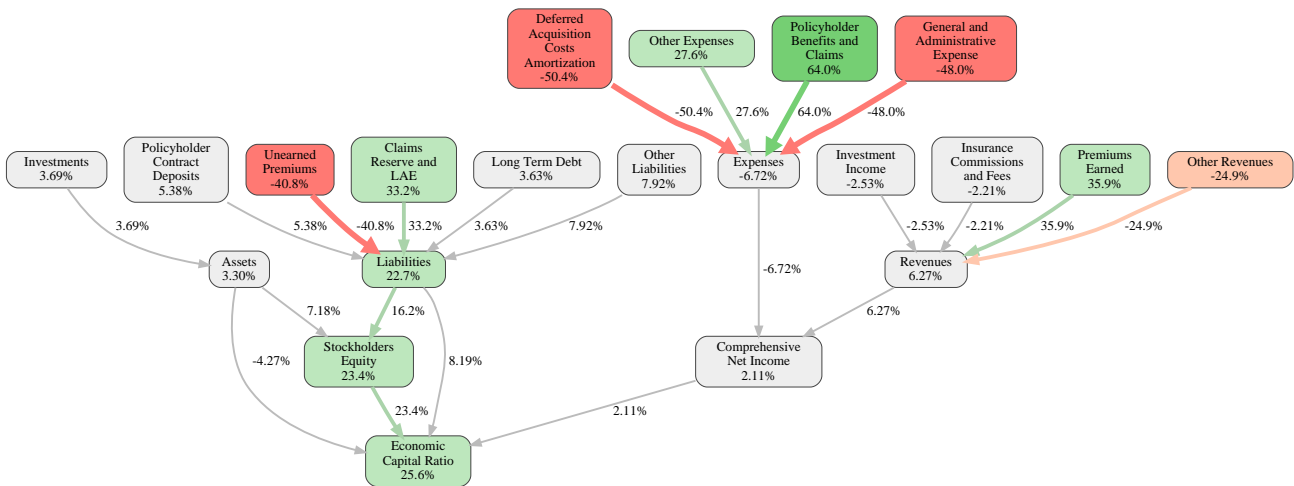 Deferred
Acquisition
Costs
Amortization
-50.4%
Other Expenses
27.6%
Policyholder
Benefits and
Claims
64.0%
General and
Administrative
Expense
-48.0%
-50.4%
27.6%
64.0%
-48.0%
Investments
3.69%
Policyholder
Contract
Deposits
5.38%
Unearned
Premiums
-40.8%
Claims
Reserve and
LAE
33.2%
Long Term Debt
3.63%
Other
Liabilities
7.92%
Expenses
-6.72%
Investment
Income
-2.53%
Insurance
Commissions
and Fees
-2.21%
Premiums
Earned
35.9%
Other Revenues
-24.9%
3.69%
5.38%
-40.8%
33.2%
3.63%
7.92%
-2.53%
-2.21%
35.9%
-24.9%
Assets
3.30%
Liabilities
22.7%
-6.72%
Revenues
6.27%
7.18%
16.2%
6.27%
Stockholders
Equity
23.4%
Comprehensive
Net Income
2.11%
-4.27%
8.19%
23.4%
2.11%
Economic
Capital Ratio
25.6%